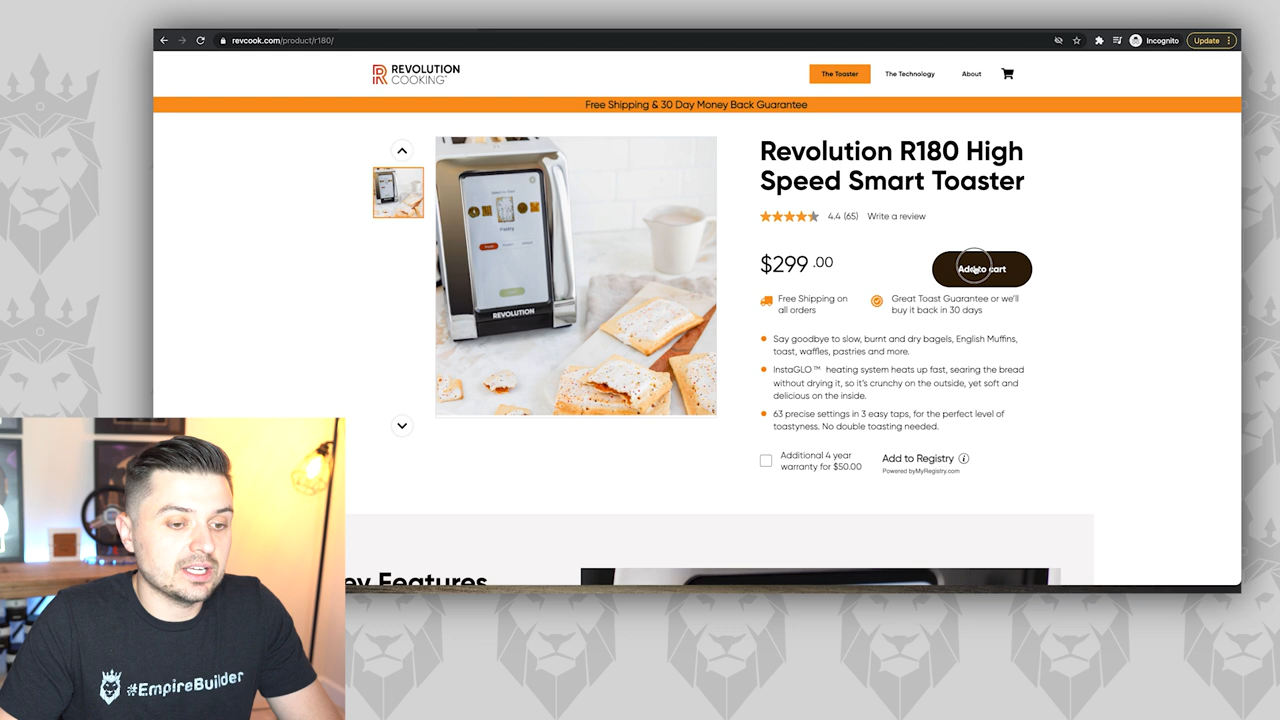 revcook.com/product/r180/
Incognito
Update
REVOLUTION
COOKING
The Toaster
The Technology
About
Free Shipping & 30 Day Money Back Guarantee
Revolution R180 High
Speed Smart Toaster
4.4 (65) Write a review
$299.00
Add to cart
Free Shipping on
all orders
Great Toast Guarantee or we'll
buy it back in 30 days
Say goodbye to slow, burnt and dry bagels, English Muffins,
toast, waffles, pastries and more.
InstaGLO™ heating system heats up fast, searing the bread
without drying it, so it's crunchy on the outside, yet soft and
delicious on the inside.
63 precise settings in 3 easy taps, for the perfect level of
toastyness. No double toasting needed.
Additional 4 year
warranty for $50.00
Add to Registry
Powered byMyRegistry.com
Pastry
REVOLUTION
ey Features
#EmpireBuilder